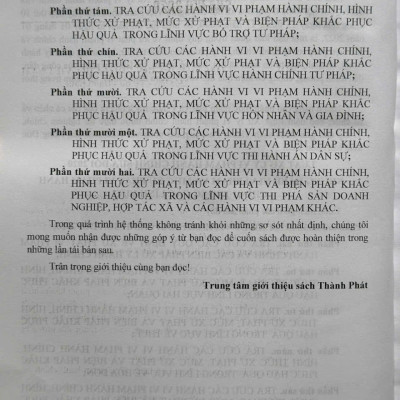 Phần thứ tám. TRA CỨU CÁC HÀNH VI VI PHẠM HÀNH CHÍNH, HÌNH
THỨC XỬ PHẠT, MỨC XỬ PHẠT VÀ BIỆN PHÁP KHẮC PHỤC
HẬU QUẢ TRONG LĨNH VỰC BỔ TRỢ TƯ PHÁP;
Phần thứ chín. TRA CỨU CÁC HÀNH VI VI PHẠM HÀNH CHÍNH,
HÌNH THỨC XỬ PHẠT, MỨC XỬ PHẠT VÀ BIỆN PHÁP KHẮC
PHỤC HẬU QUẢ TRONG LĨNH VỰC HÀNH CHÍNH TƯ PHÁP;
Phần thứ mười. TRA CỨU CÁC HÀNH VI VI PHẠM HÀNH CHÍNH,
HÌNH THỨC XỬ PHẠT, MỨC XỬ PHẠT VÀ BIỆN PHÁP KHẮC
PHỤC HẬU QUẢ TRONG LĨNH VỰC HÔN NHÂN VÀ GIA ĐÌNH;
Phần thứ mười một. TRA CỨU CÁC HÀNH VI VI PHẠM HÀNH CHÍNH,
HÌNH THỨC XỬ PHẠT, MỨC XỬ PHẠT VÀ BIỆN PHÁP KHẮC
PHỤC HẬU QUẢ TRONG LĨNH VỰC THI HÀNH ÁN DÂN SỰ;
Phần thứ mười hai. TRA CỨU CÁC HÀNH VI VI PHẠM HÀNH CHÍNH,
HÌNH THỨC XỬ PHẠT, MỨC XỬ PHẠT VÀ BIỆN PHÁP KHẮC
PHỤC HẬU QUẢ TRONG LĨNH VỰC THI PHÁ SẢN DOANH
NGHIỆP, HỢP TÁC XÃ VÀ CÁC HÀNH VI VI PHẠM KHÁC.
Trong quá trình hệ thống không tránh khỏi những sơ sót nhất định, chúng tôi
mong muốn nhận được những góp ý từ bạn đọc để cuốn sách được hoàn thiện trong
những lần tái bản sau.
Trân trọng giới thiệu cùng bạn đọc!
Trung tâm giới thiệu sách Thành Phát